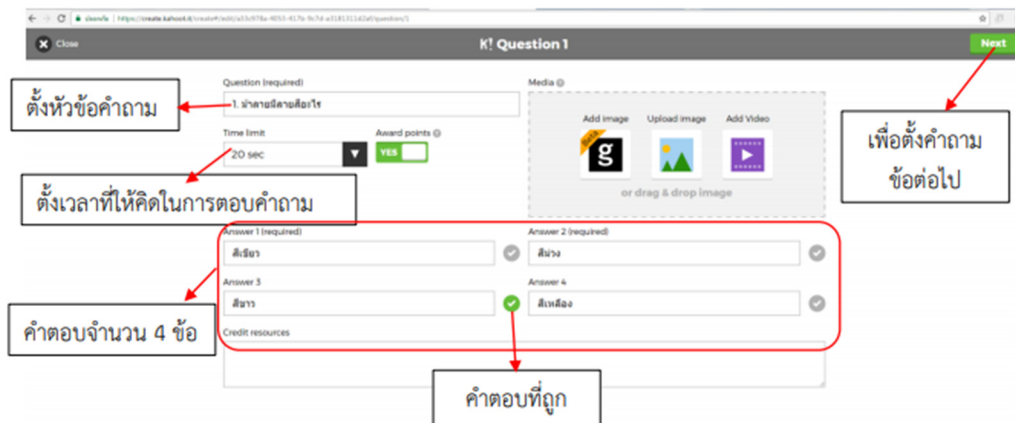 https://create.kahoot.it/create#/edit/
Close
K! Question 1
Next
Question (required)
Media
ตั้งหัวข้อคำถาม
1. ม้าลายมีลายสีอะไร
Time limit
Award points
20 sec
YES
Add image
Upload image
Add Video
Beta
g
or drag & drop image
เพื่อตั้งคำถาม
ข้อต่อไป
ตั้งเวลาที่ให้คิดในการตอบคำถาม
Answer 1 (required)
Answer 2 (required)
สีเขียว
สีม่วง
Answer 3
Answer 4
สีขาว
สีเหลือง
คำตอบจำนวน 4 ข้อ
Credit resources
คำตอบที่ถูก